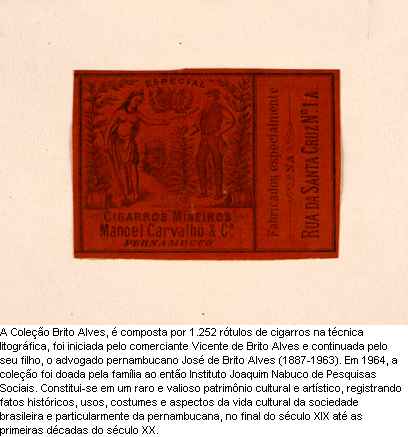 ESPECIAL
CIGARROS MINEIROS
Manoel Carvalho & Cª
PERNAMBUCO
Fabricados especialmente
NA
RUA DA SANTA CRUZ Nº 1 A
A Coleção Brito Alves, é composta por 1.252 rótulos de cigarros na técnica
litográfica, foi iniciada pelo comerciante Vicente de Brito Alves e continuada pelo
seu filho, o advogado pernambucano José de Brito Alves (1887-1963). Em 1964, a
coleção foi doada pela família ao então Instituto Joaquim Nabuco de Pesquisas
Sociais. Constitui-se em um raro e valioso patrimônio cultural e artístico, registrando
fatos históricos, usos, costumes e aspectos da vida cultural da sociedade
brasileira e particularmente da pernambucana, no final do século XIX até as
primeiras décadas do século XX.